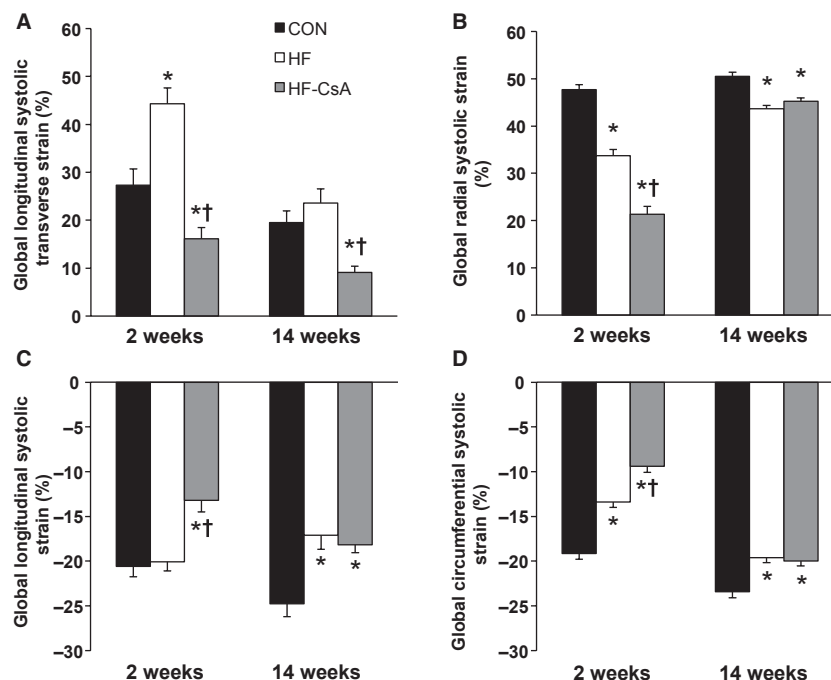 A
CON
HF
HF-CsA
Global longitudinal systolic
transverse strain (%)
60
50
40
30
20
10
0
*
*†
*†
2 weeks
14 weeks
B
Global radial systolic strain
(%)
60
50
40
30
20
10
0
*
*†
*
*
2 weeks
14 weeks
C
Global longitudinal systolic
strain (%)
0
–5
–10
–15
–20
–25
–30
*†
*
*
2 weeks
14 weeks
D
Global circumferential systolic
strain (%)
0
–5
–10
–15
–20
–25
–30
*
*†
*
*
2 weeks
14 weeks